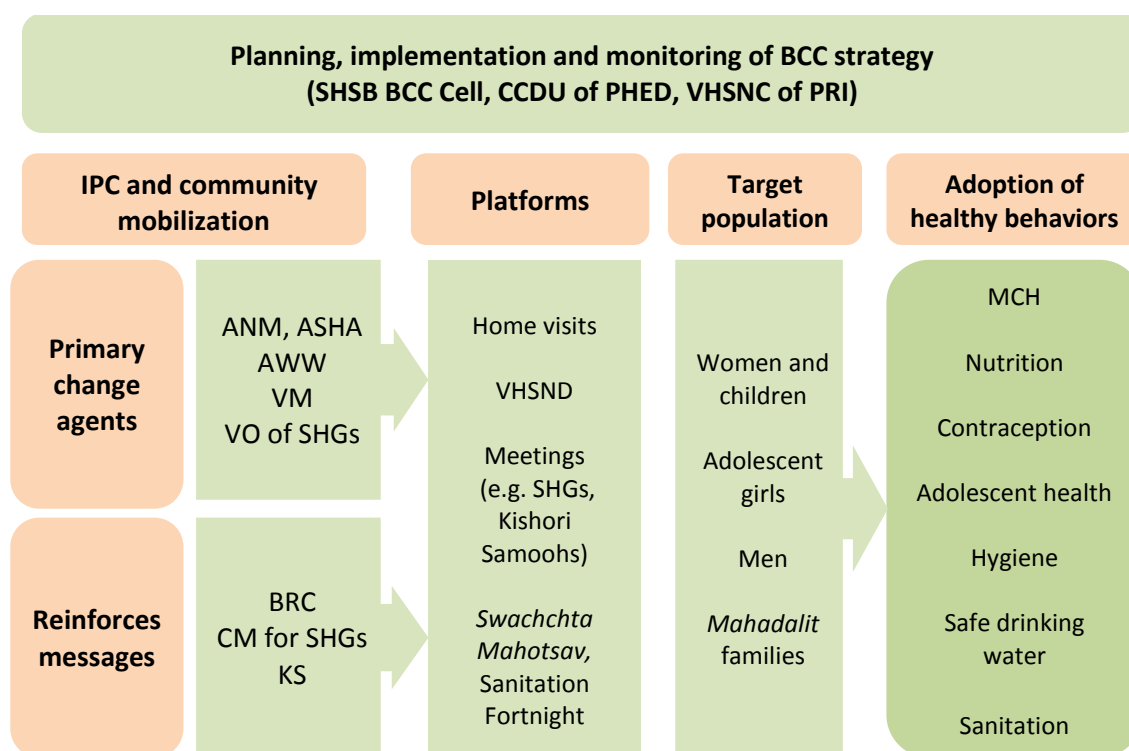 Planning, implementation and monitoring of BCC strategy
(SHSB BCC Cell, CCDU of PHED, VHSNC of PRI)
IPC and community
mobilization
Platforms
Target
population
Adoption of
healthy behaviors
Primary
change
agents
ANM, ASHA
AWW
VM
VO of SHGs
Reinforces
messages
BRC
CM for SHGs
KS
Home visits
VHSND
Meetings
(e.g. SHGs,
Kishori
Samoohs)
Swachchta
Mahotsav,
Sanitation
Fortnight
Women and
children
Adolescent
girls
Men
Mahadalit
families
MCH
Nutrition
Contraception
Adolescent health
Hygiene
Safe drinking
water
Sanitation